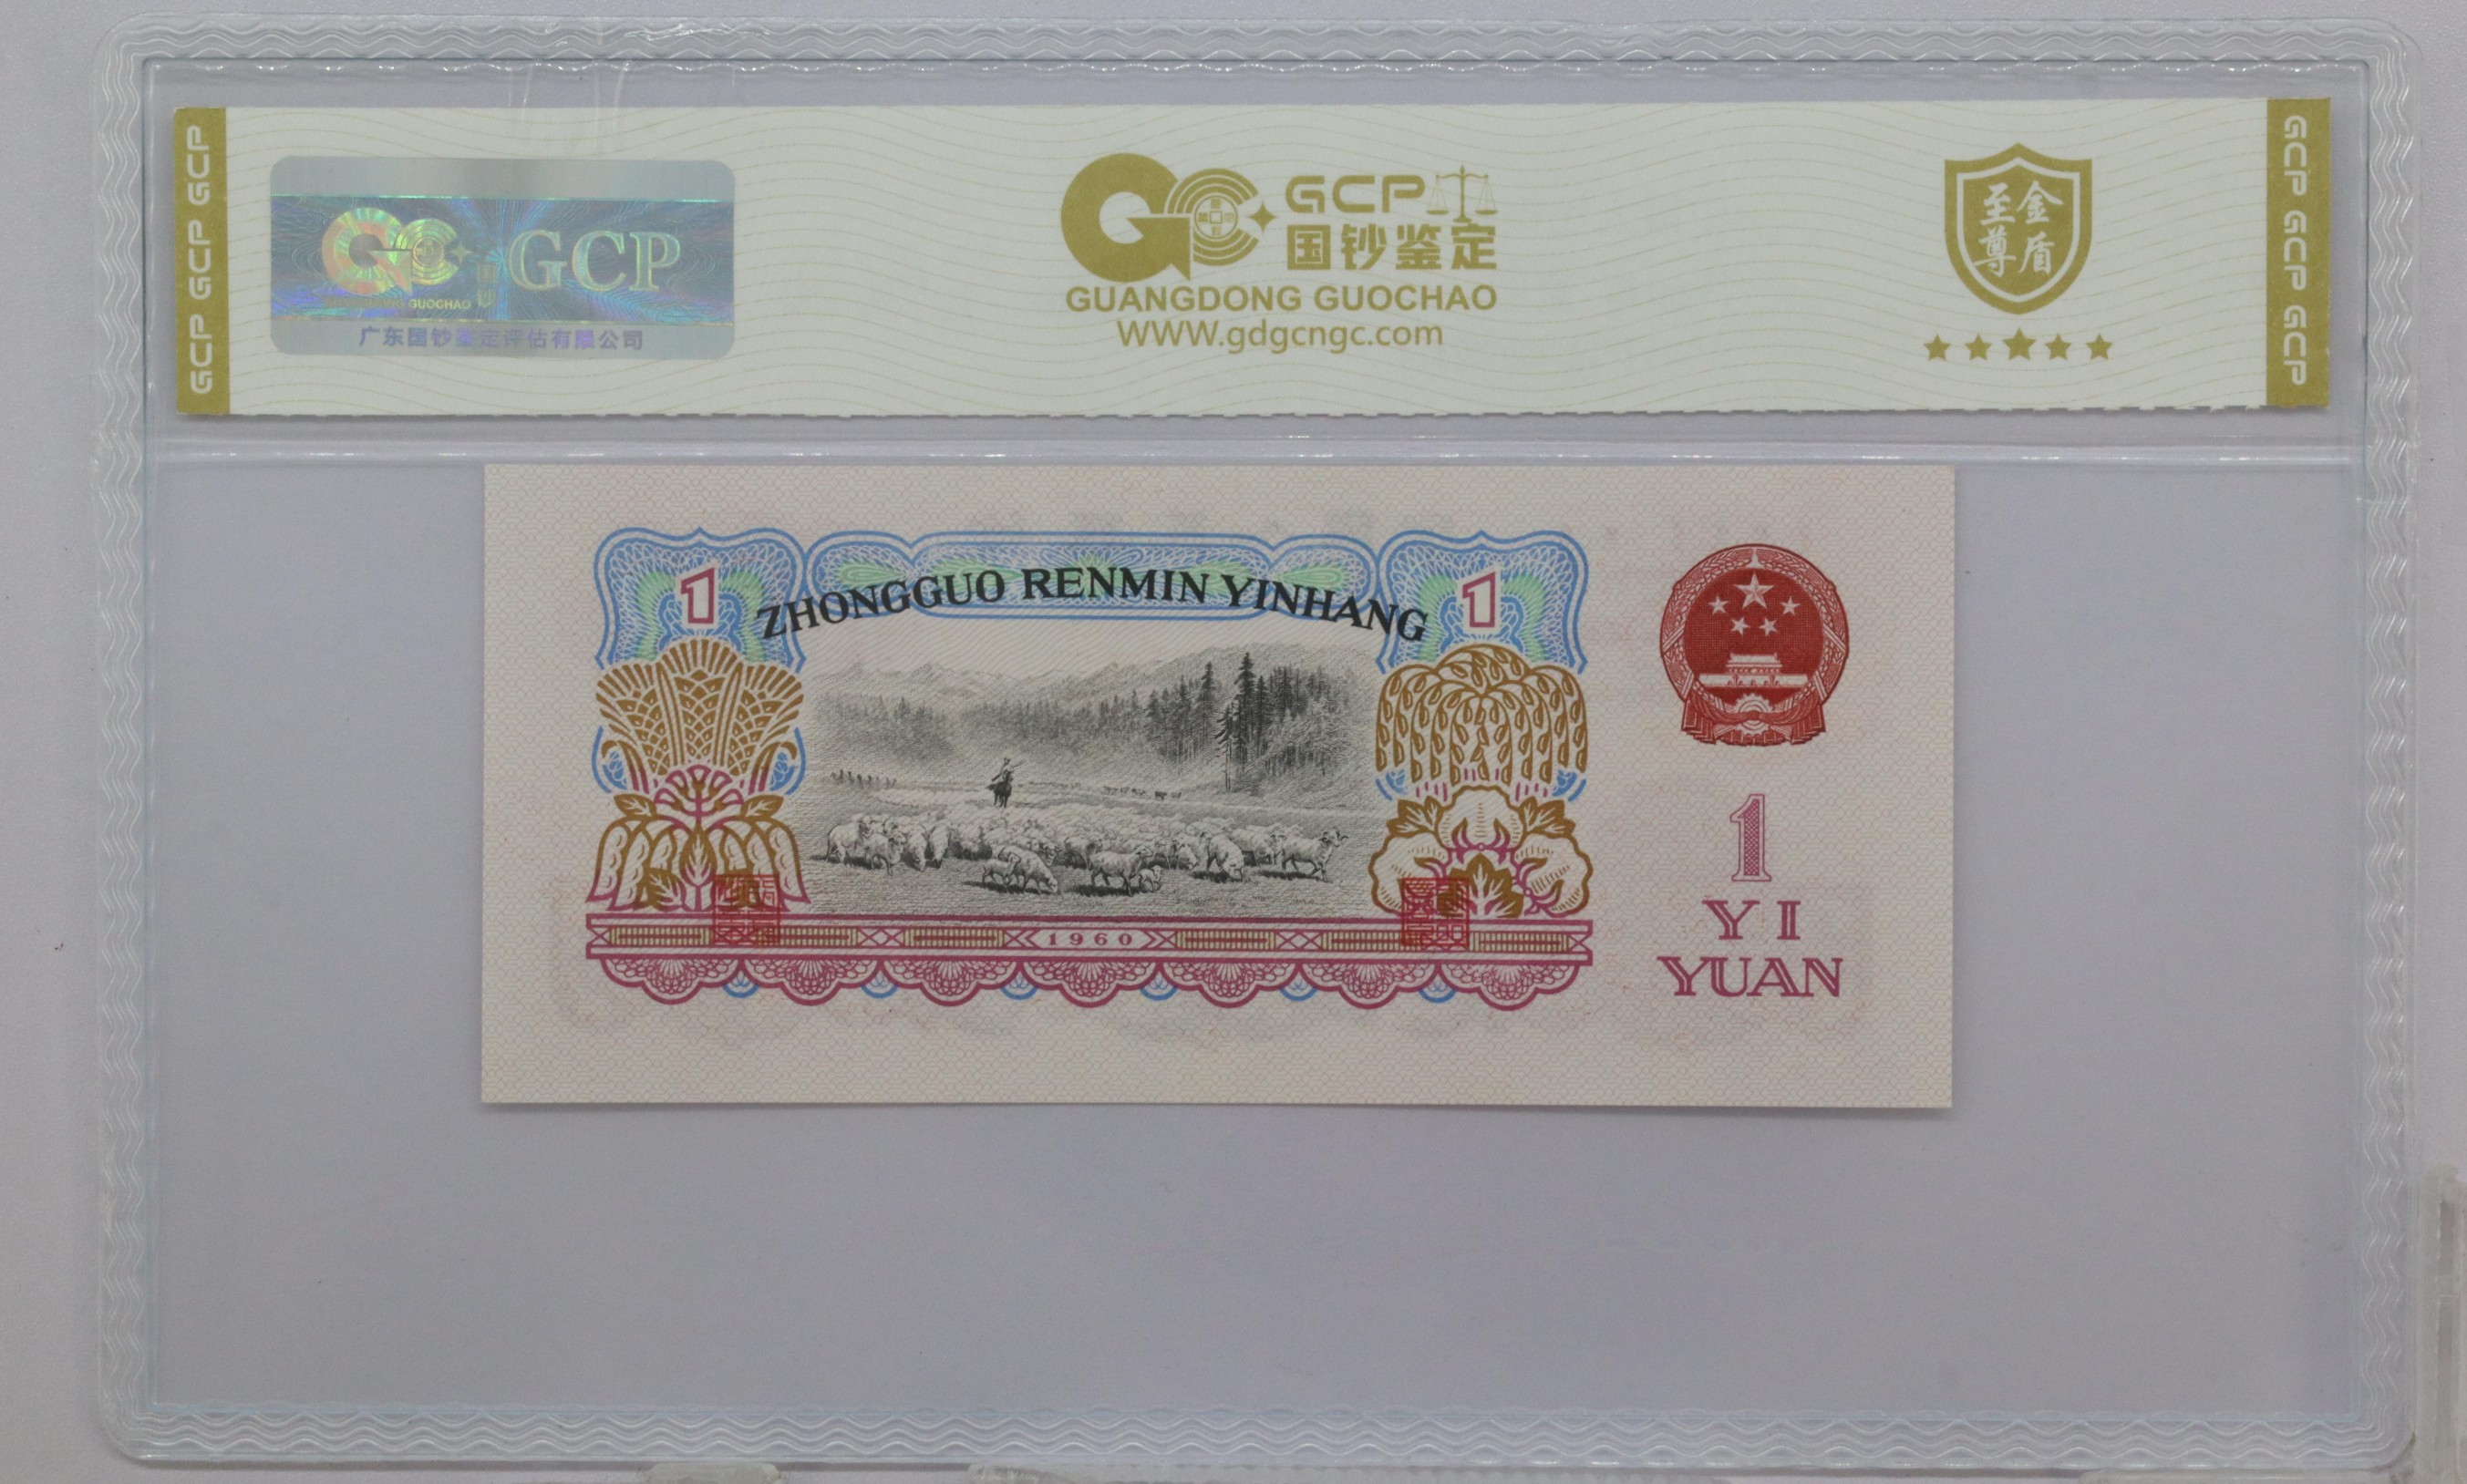 GCP GCP GCP
GCP
GUOCHAO
广东国钞鉴定评估有限公司
GCP
国钞鉴定
GUANGDONG GUOCHAO
WWW.gdgcngc.com
至尊
金盾
GCP GCP GCP
ZHONGGUO RENMIN YINHANG
1
1
1960
1
YI
YUAN